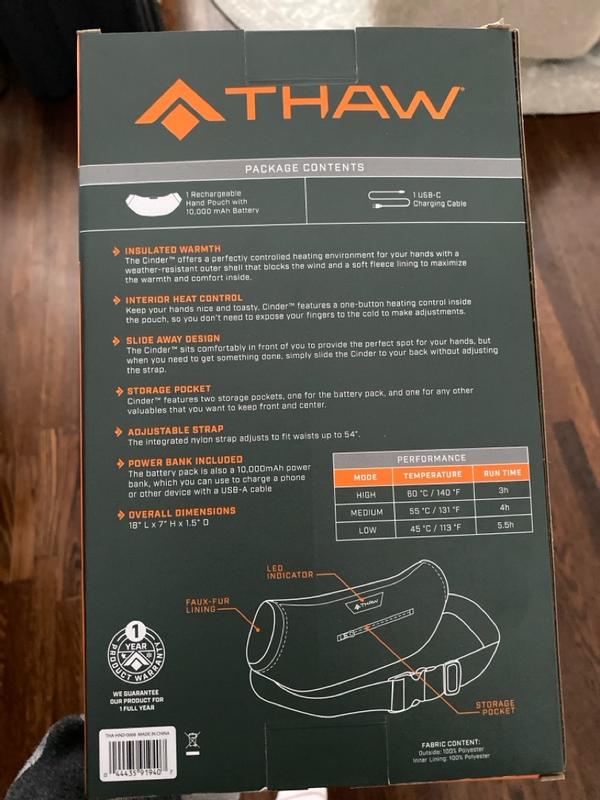 THAW
PACKAGE CONTENTS
1 Rechargeable
Hand Pouch with
10,000 mAh Battery
1 USB-C
Charging Cable
INSULATED WARMTH
The Cinder™ offers a perfectly controlled heating environment for your hands with a
weather-resistant outer shell that blocks the wind and a soft fleece lining to maximize
the warmth and comfort inside.
INTERIOR HEAT CONTROL
Keep your hands nice and toasty, Cinder™ features a one-button heating control inside
the pouch, so you don't need to expose your fingers to the cold to make adjustments.
SLIDE AWAY DESIGN
The Cinder™ sits comfortably in front of you to provide the perfect spot for your hands, but
when you need to get something done, simply slide the Cinder to your back without adjusting
the strap.
STORAGE POCKET
Cinder™ features two storage pockets, one for the battery pack, and one for any other
valuables that you want to keep front and center.
ADJUSTABLE STRAP
The integrated nylon strap adjusts to fit waists up to 54".
POWER BANK INCLUDED
The battery pack is also a 10,000mAh power
bank, which you can use to charge a phone
or other device with a USB-A cable
OVERALL DIMENSIONS
18" L x 7" H x 1.5" D
PERFORMANCE
MODE TEMPERATURE RUN TIME
HIGH 60 °C / 140 °F 3h
MEDIUM 55 °C / 131 °F 4h
LOW 45 °C / 113 °F 5.5h
LED
INDICATOR
FAUX-FUR
LINING
THAW
STORAGE
POCKET
1
YEAR
PRODUCT WARRANTY
WE GUARANTEE
OUR PRODUCT FOR
1 FULL YEAR
THA-HND-0008 MADE IN CHINA
0 44435 91940 7
FABRIC CONTENT:
Outside: 100% Polyester
Inner Lining: 100% Polyester